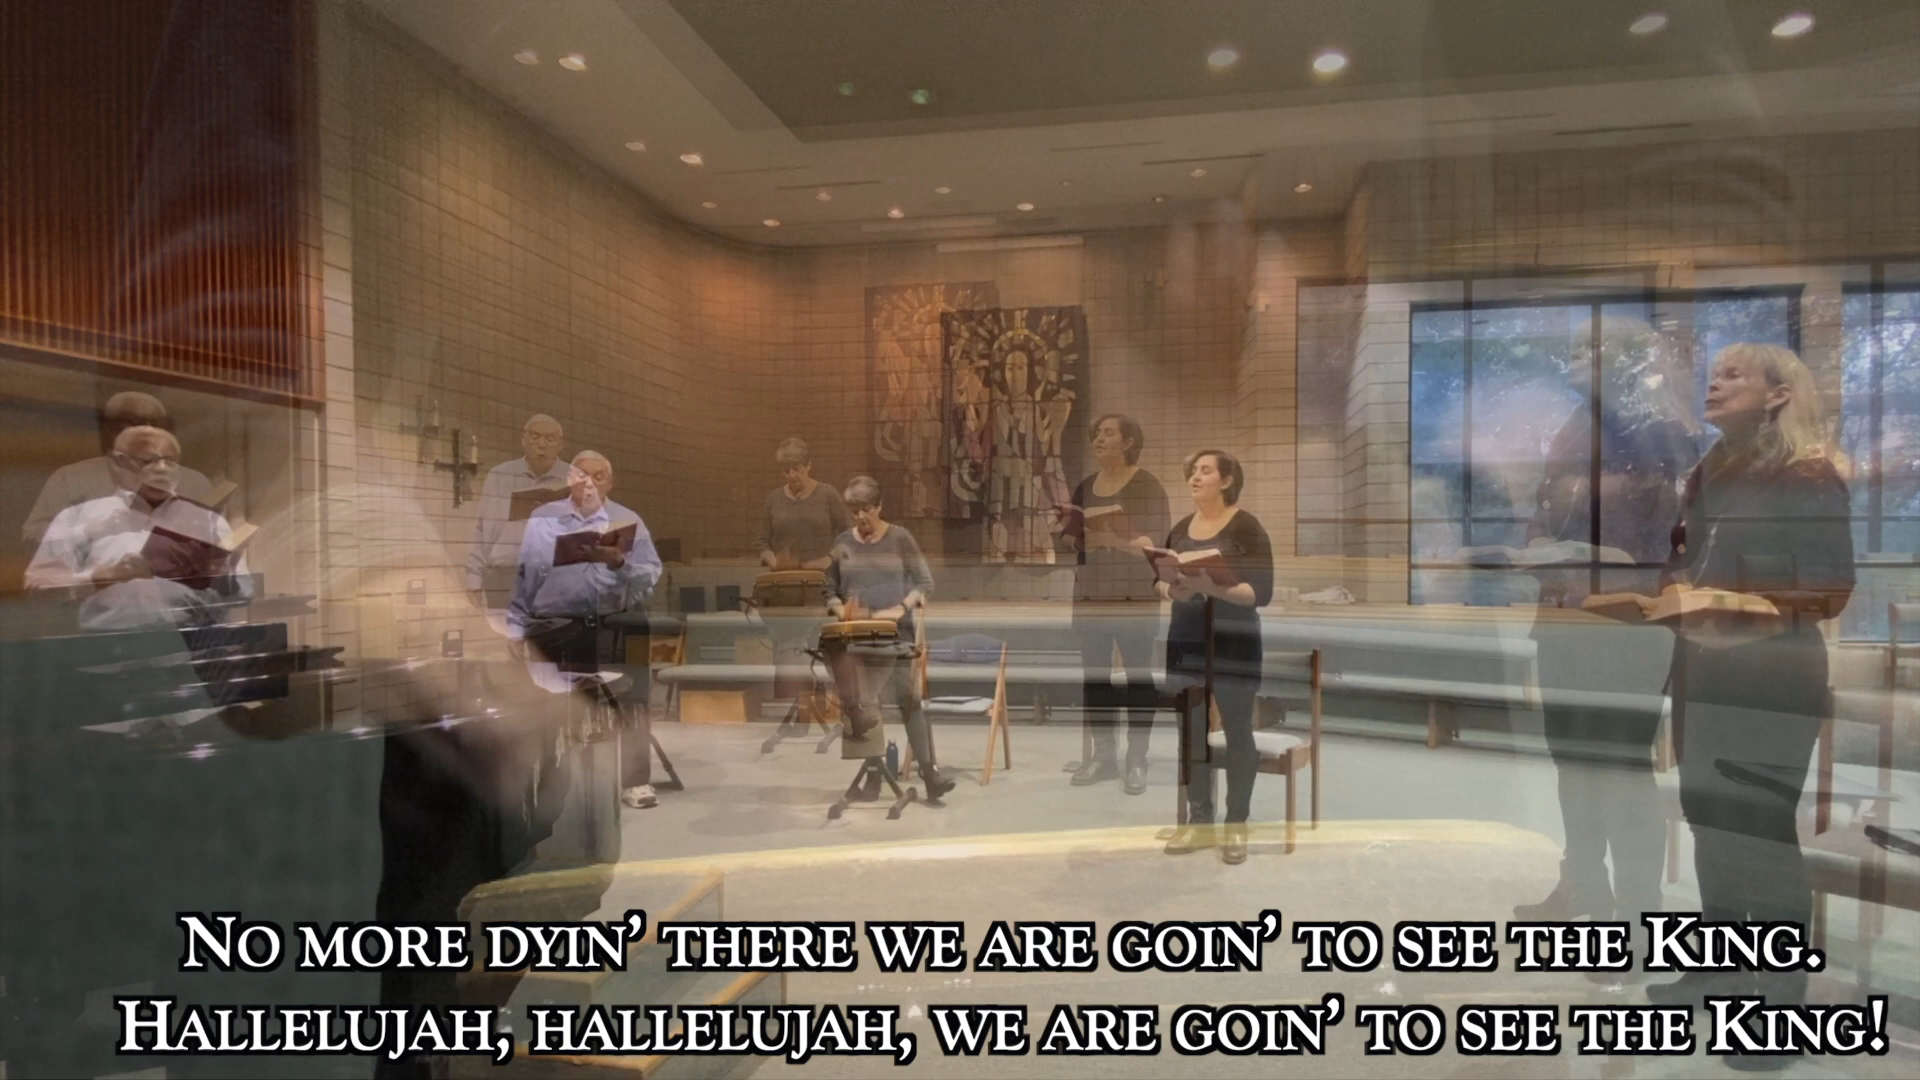 No more dyin’ there we are goin’ to see the King.
Hallelujah, hallelujah, we are goin’ to see the King!